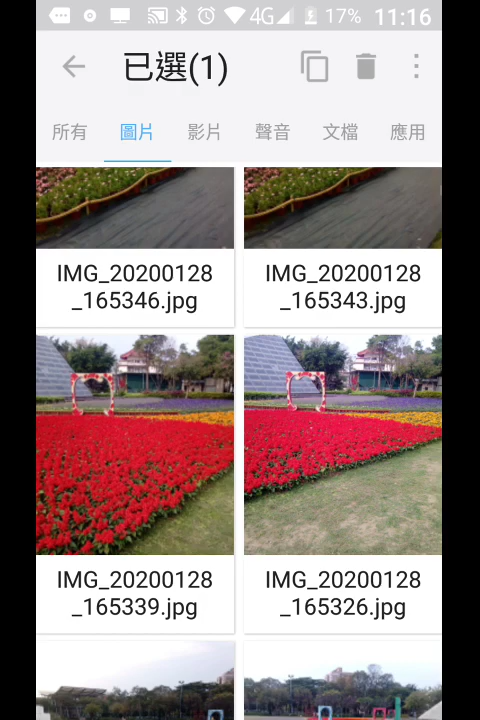 4G 17% 11:16
已選(1)
所有 圖片 影片 聲音 文檔 應用
IMG_20200128
_165346.jpg
IMG_20200128
_165343.jpg
IMG_20200128
_165339.jpg
IMG_20200128
_165326.jpg